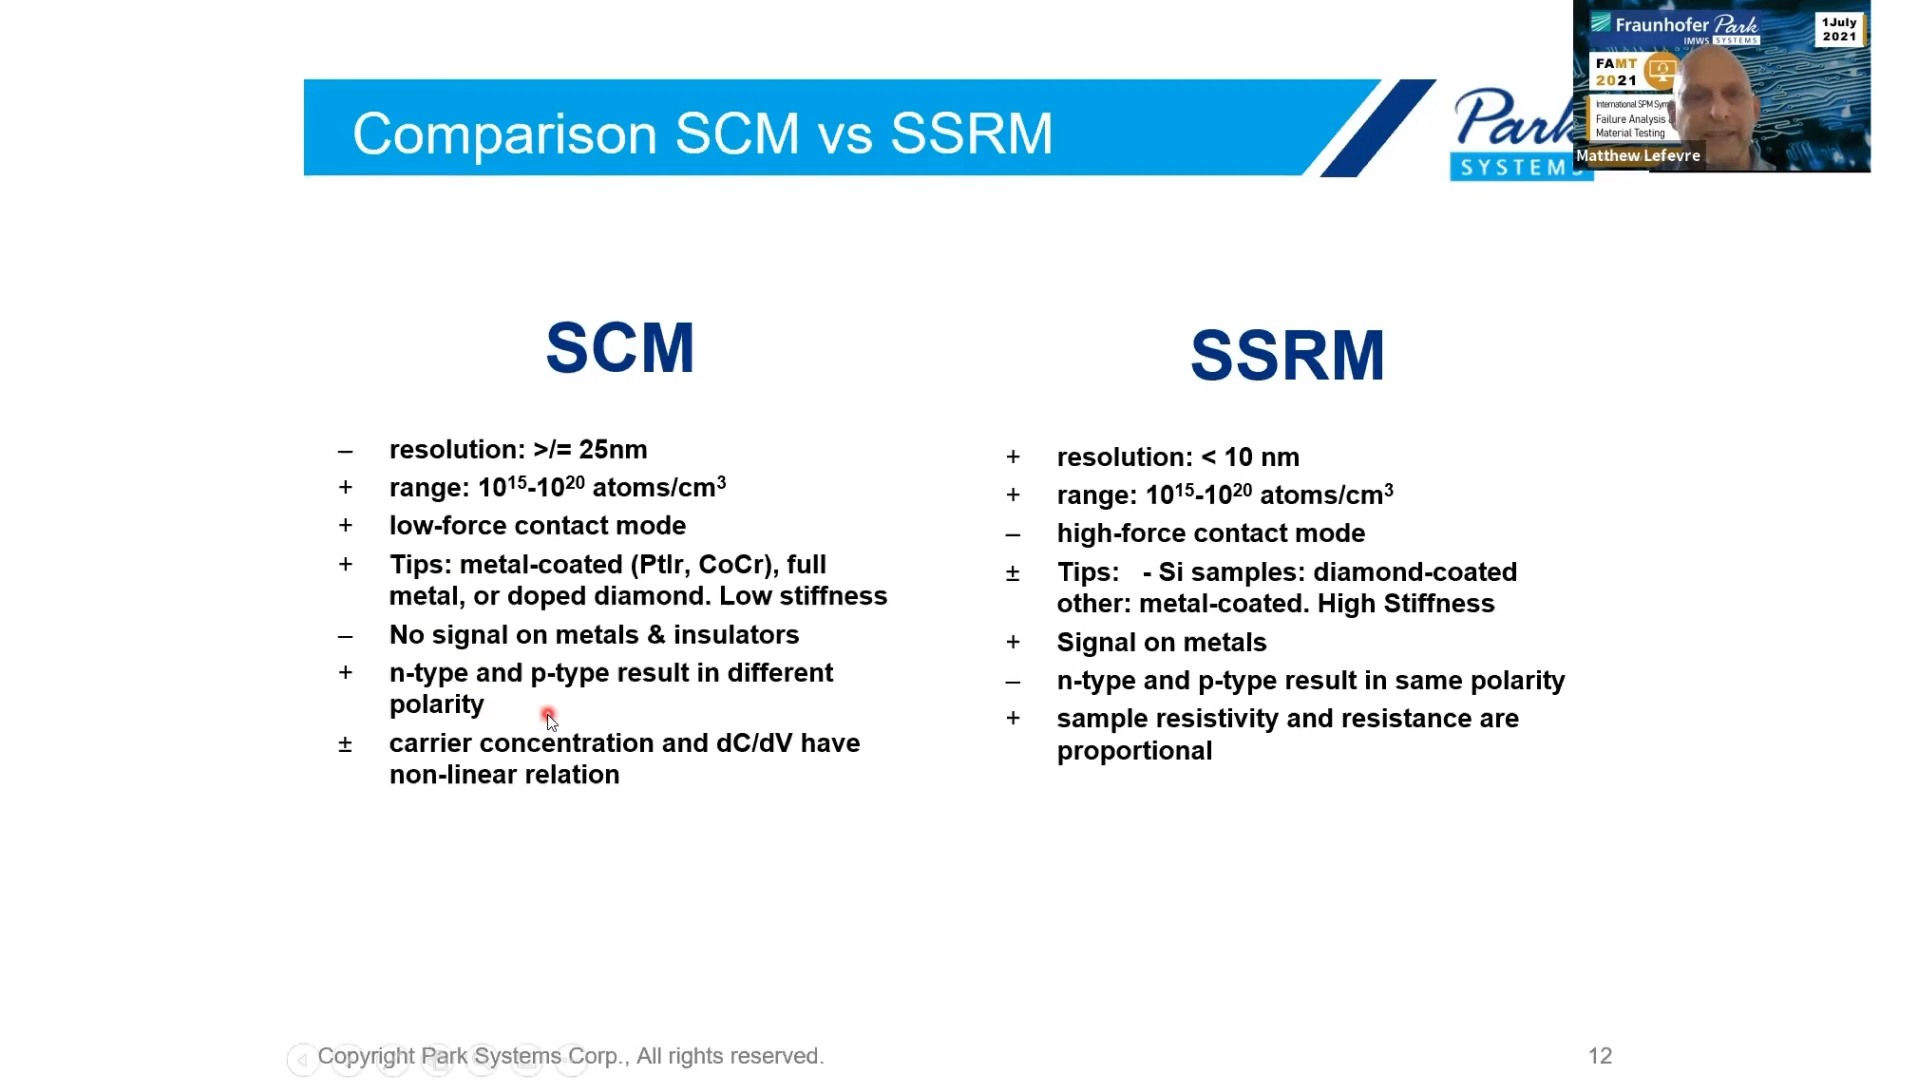 Fraunhofer Park
IMWS SYSTEMS
1July
2021
FAMT
2021
International SPM
Failure Analysis
Material Testing
Matthew Lefevre
Comparison SCM vs SSRM
Park
SYSTEMS
SCM
– resolution: >/= 25nm
+ range: 10¹⁵-10²⁰ atoms/cm³
+ low-force contact mode
+ Tips: metal-coated (PtIr, CoCr), full
metal, or doped diamond. Low stiffness
– No signal on metals & insulators
+ n-type and p-type result in different
polarity
± carrier concentration and dC/dV have
non-linear relation
SSRM
+ resolution: < 10 nm
+ range: 10¹⁵-10²⁰ atoms/cm³
– high-force contact mode
± Tips: - Si samples: diamond-coated
other: metal-coated. High Stiffness
+ Signal on metals
– n-type and p-type result in same polarity
+ sample resistivity and resistance are
proportional
Copyright Park Systems Corp., All rights reserved.
12